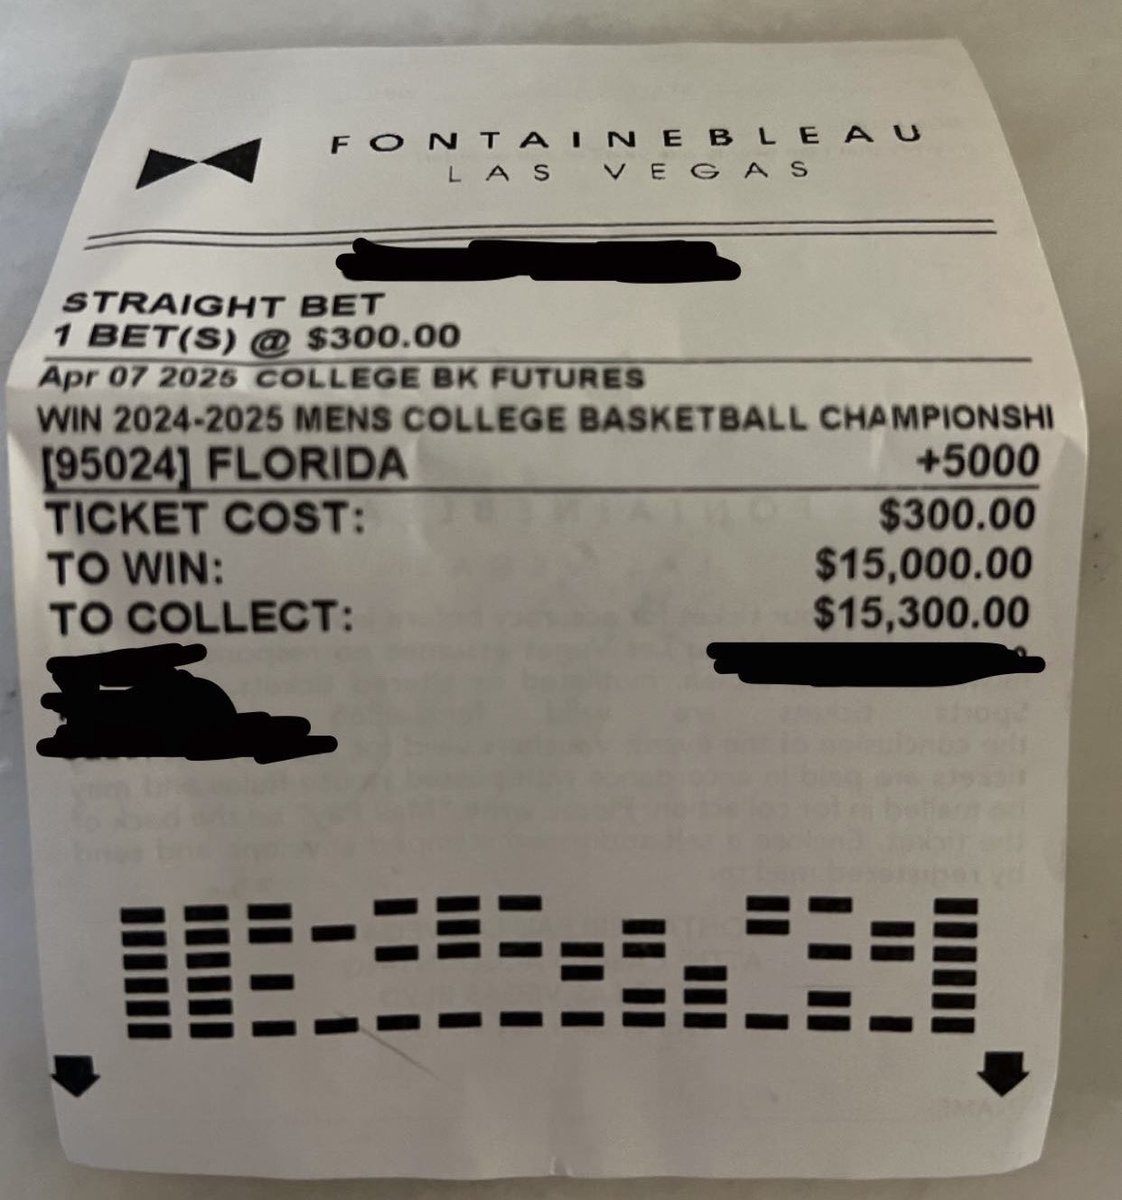 FONTAINEBLEAU
LAS VEGAS
STRAIGHT BET
1 BET(S) @ $300.00
Apr 07 2025 COLLEGE BK FUTURES
WIN 2024-2025 MENS COLLEGE BASKETBALL CHAMPIONSHI
[95024] FLORIDA +5000
TICKET COST: $300.00
TO WIN: $15,000.00
TO COLLECT: $15,300.00